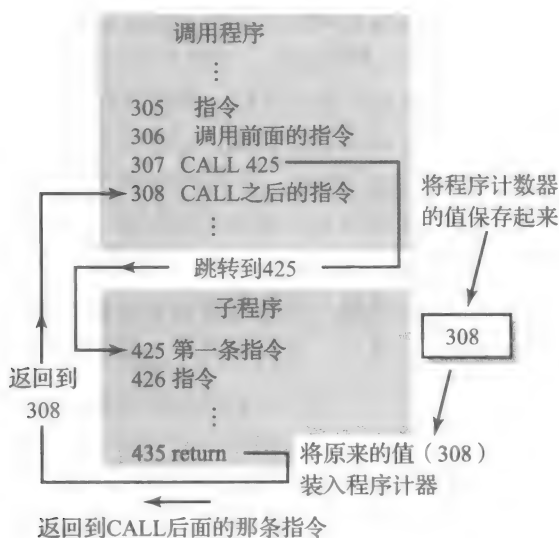 调用程序
⋮
305 指令
306 调用前面的指令
307 CALL 425
308 CALL之后的指令
⋮
将程序计数器
的值保存起来
跳转到425
子程序
308
425 第一条指令
426 指令
⋮
返回到
308
435 return
将原来的值（308）
装入程序计器
返回到CALL后面的那条指令